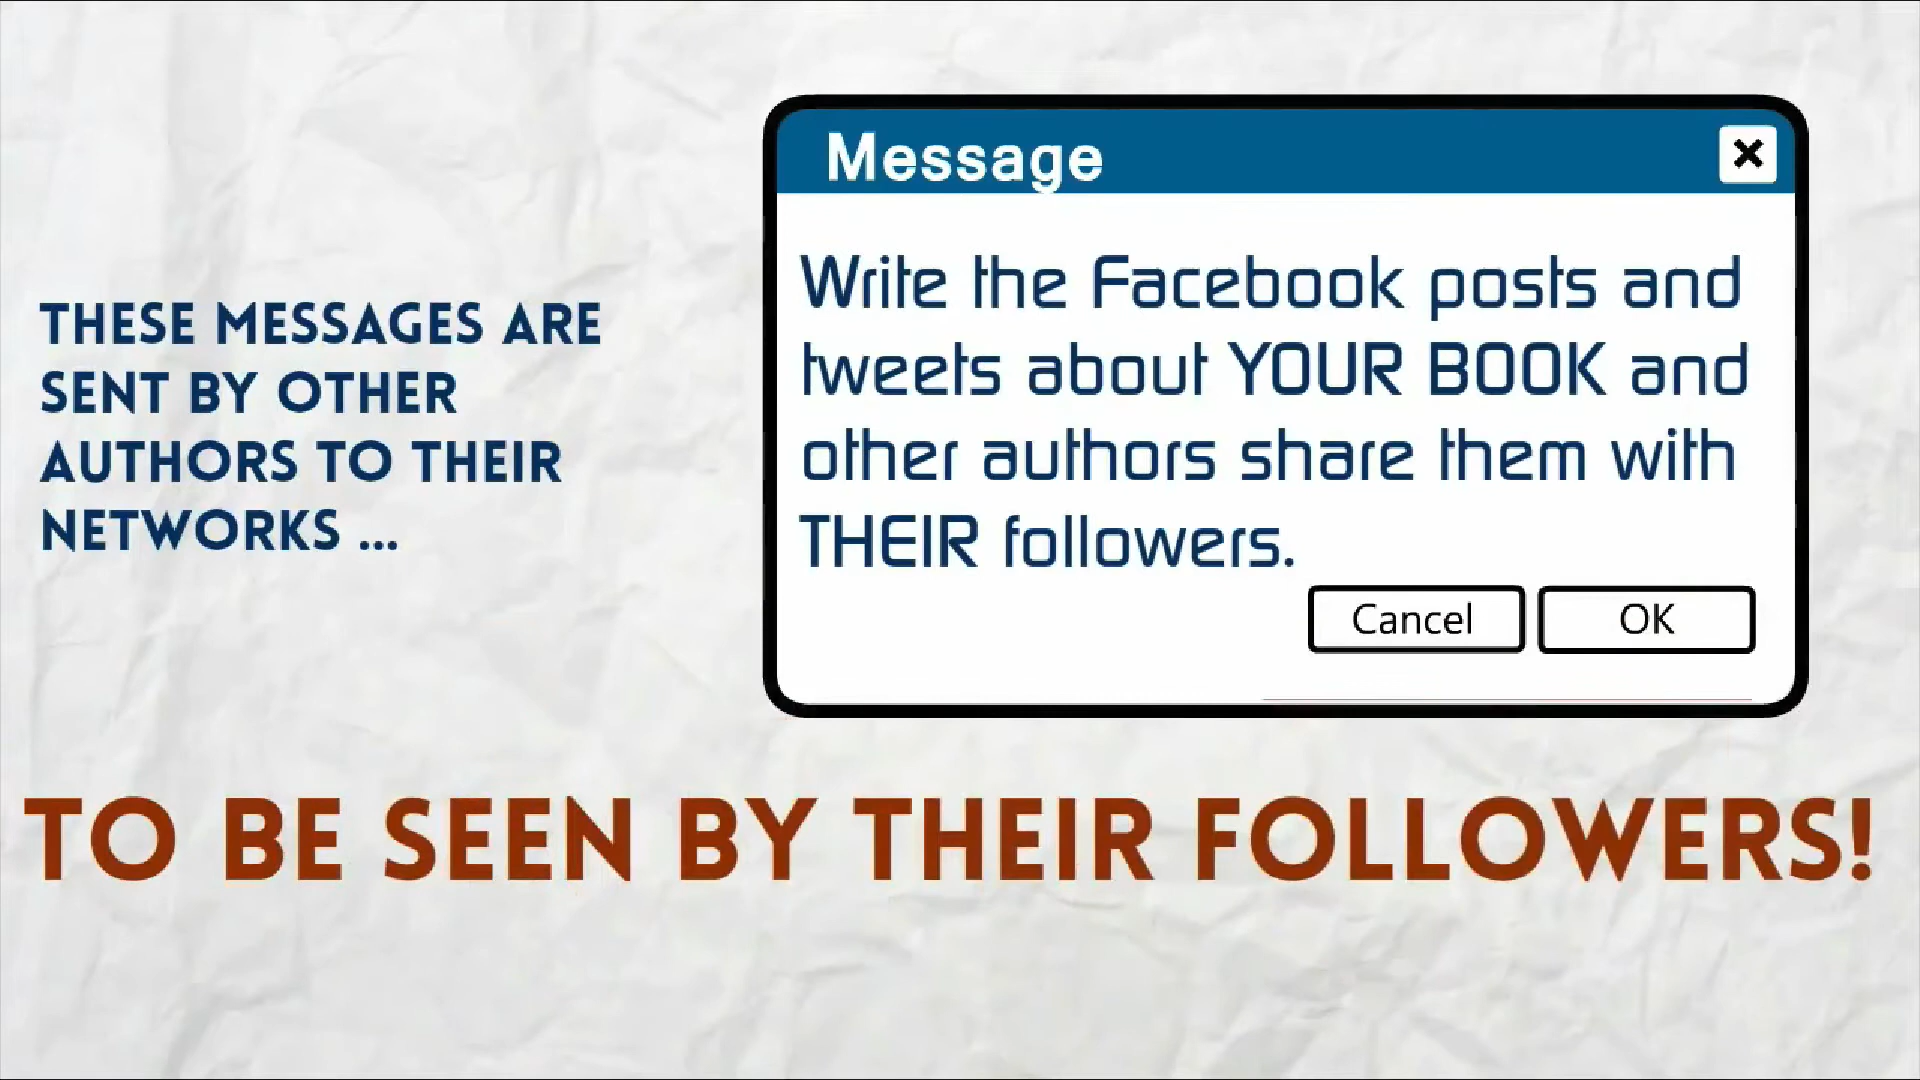 THESE MESSAGES ARE
SENT BY OTHER
AUTHORS TO THEIR
NETWORKS ...
Message
Write the Facebook posts and
tweets about YOUR BOOK and
other authors share them with
THEIR followers.
Cancel OK
TO BE SEEN BY THEIR FOLLOWERS!